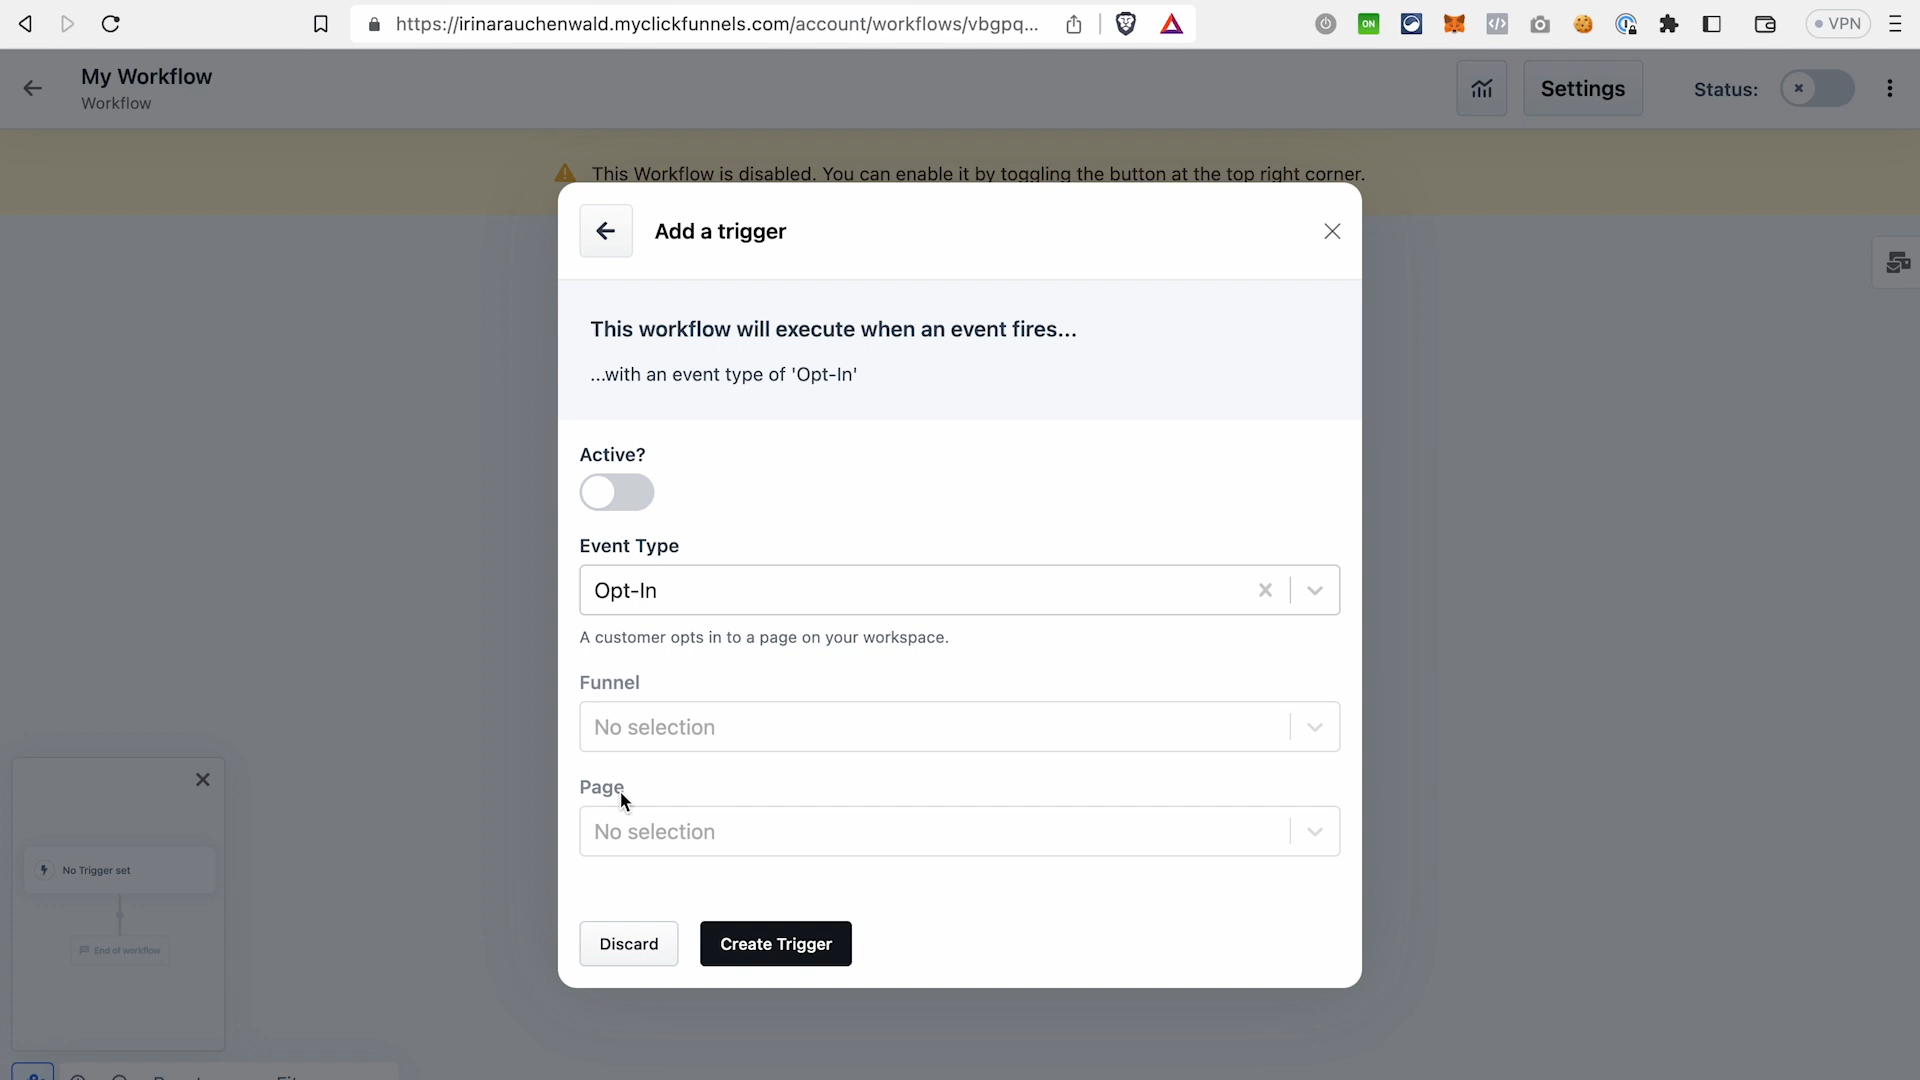 https://irinarauchenwald.myclickfunnels.com/account/workflows/vbgpq...
ON
VPN
My Workflow
Workflow
Settings
Status:
This Workflow is disabled. You can enable it by toggling the button at the top right corner.
Add a trigger
This workflow will execute when an event fires...
...with an event type of 'Opt-In'
Active?
Event Type
Opt-In
A customer opts in to a page on your workspace.
Funnel
No selection
Page
No selection
No Trigger set
End of workflow
Discard
Create Trigger